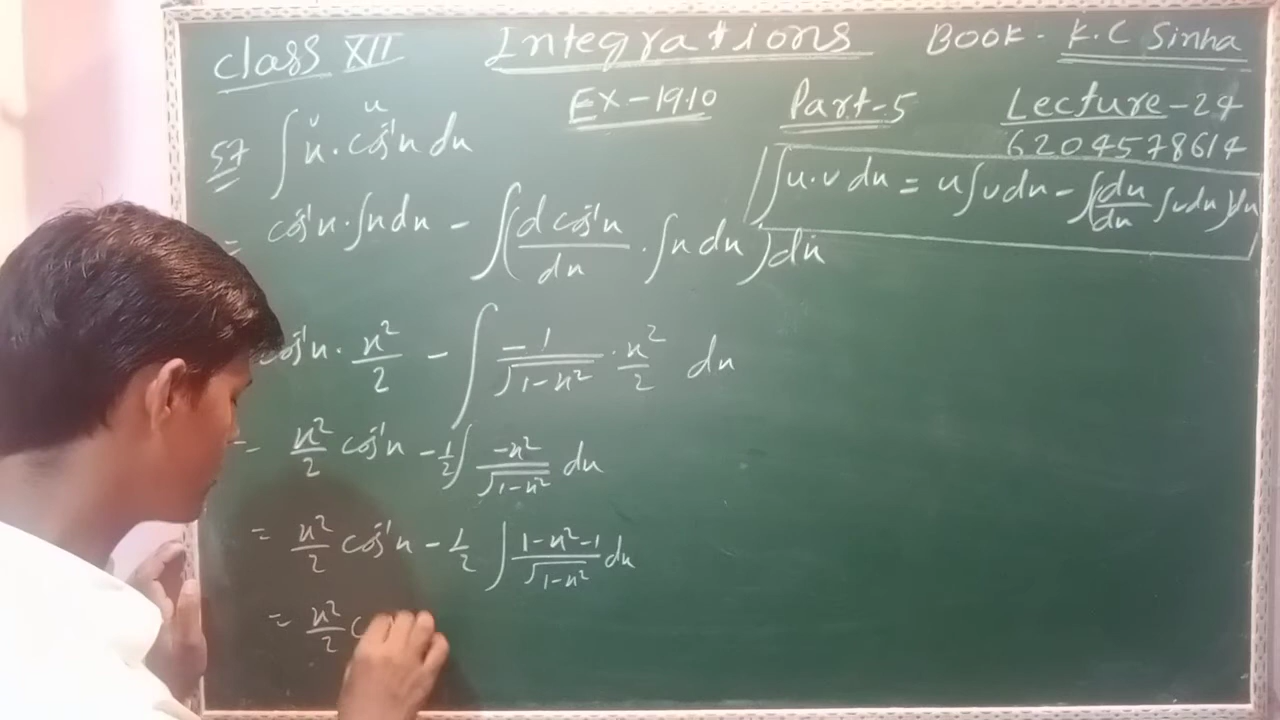 Class XII Integrations BOOK - K.C Sinha
EX-19.10 Part-5 Lecture-24
6204578614
57 ∫ x · cos⁻¹x dx
v u
∫u·v dx = u∫v dx - ∫(du/dx ∫v dx)dx
= cos⁻¹x · ∫x dx - ∫(d cos⁻¹x/dx · ∫x dx)dx
cos⁻¹x · x²/2 - ∫ -1/√(1-x²) · x²/2 dx
= x²/2 cos⁻¹x - 1/2 ∫ -x²/√(1-x²) dx
= x²/2 cos⁻¹x - 1/2 ∫ (1-x²-1)/√(1-x²) dx
= x²/2 c